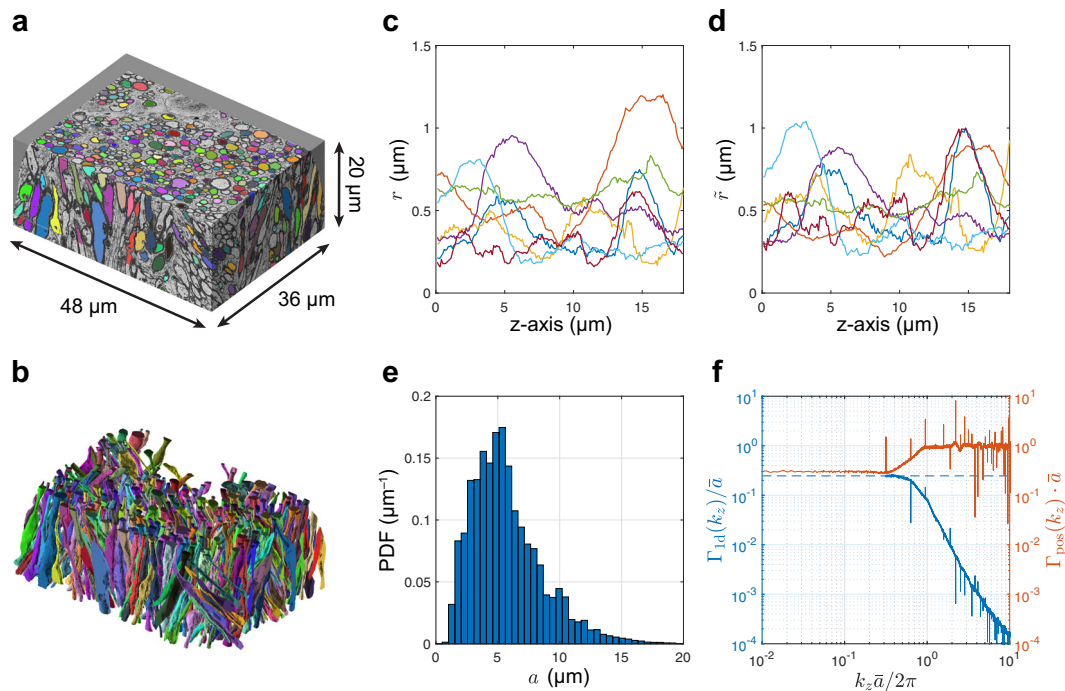 a
20 μm
36 μm
48 μm
b
c
1.5
1
0.5
0
r (μm)
0 5 10 15
z-axis (μm)
d
1.5
1
0.5
0
r̃ (μm)
0 5 10 15
z-axis (μm)
e
0.2
0.15
0.1
0.05
0
PDF (μm⁻¹)
0 5 10 15 20
a (μm)
f
10¹
10⁰
10⁻¹
10⁻²
10⁻³
10⁻⁴
Γ₁d(k_z)/ā
10¹
10⁰
10⁻¹
10⁻²
10⁻³
10⁻⁴
Γpos(k_z) · ā
10⁻² 10⁻¹ 10⁰ 10¹
k_z ā/2π